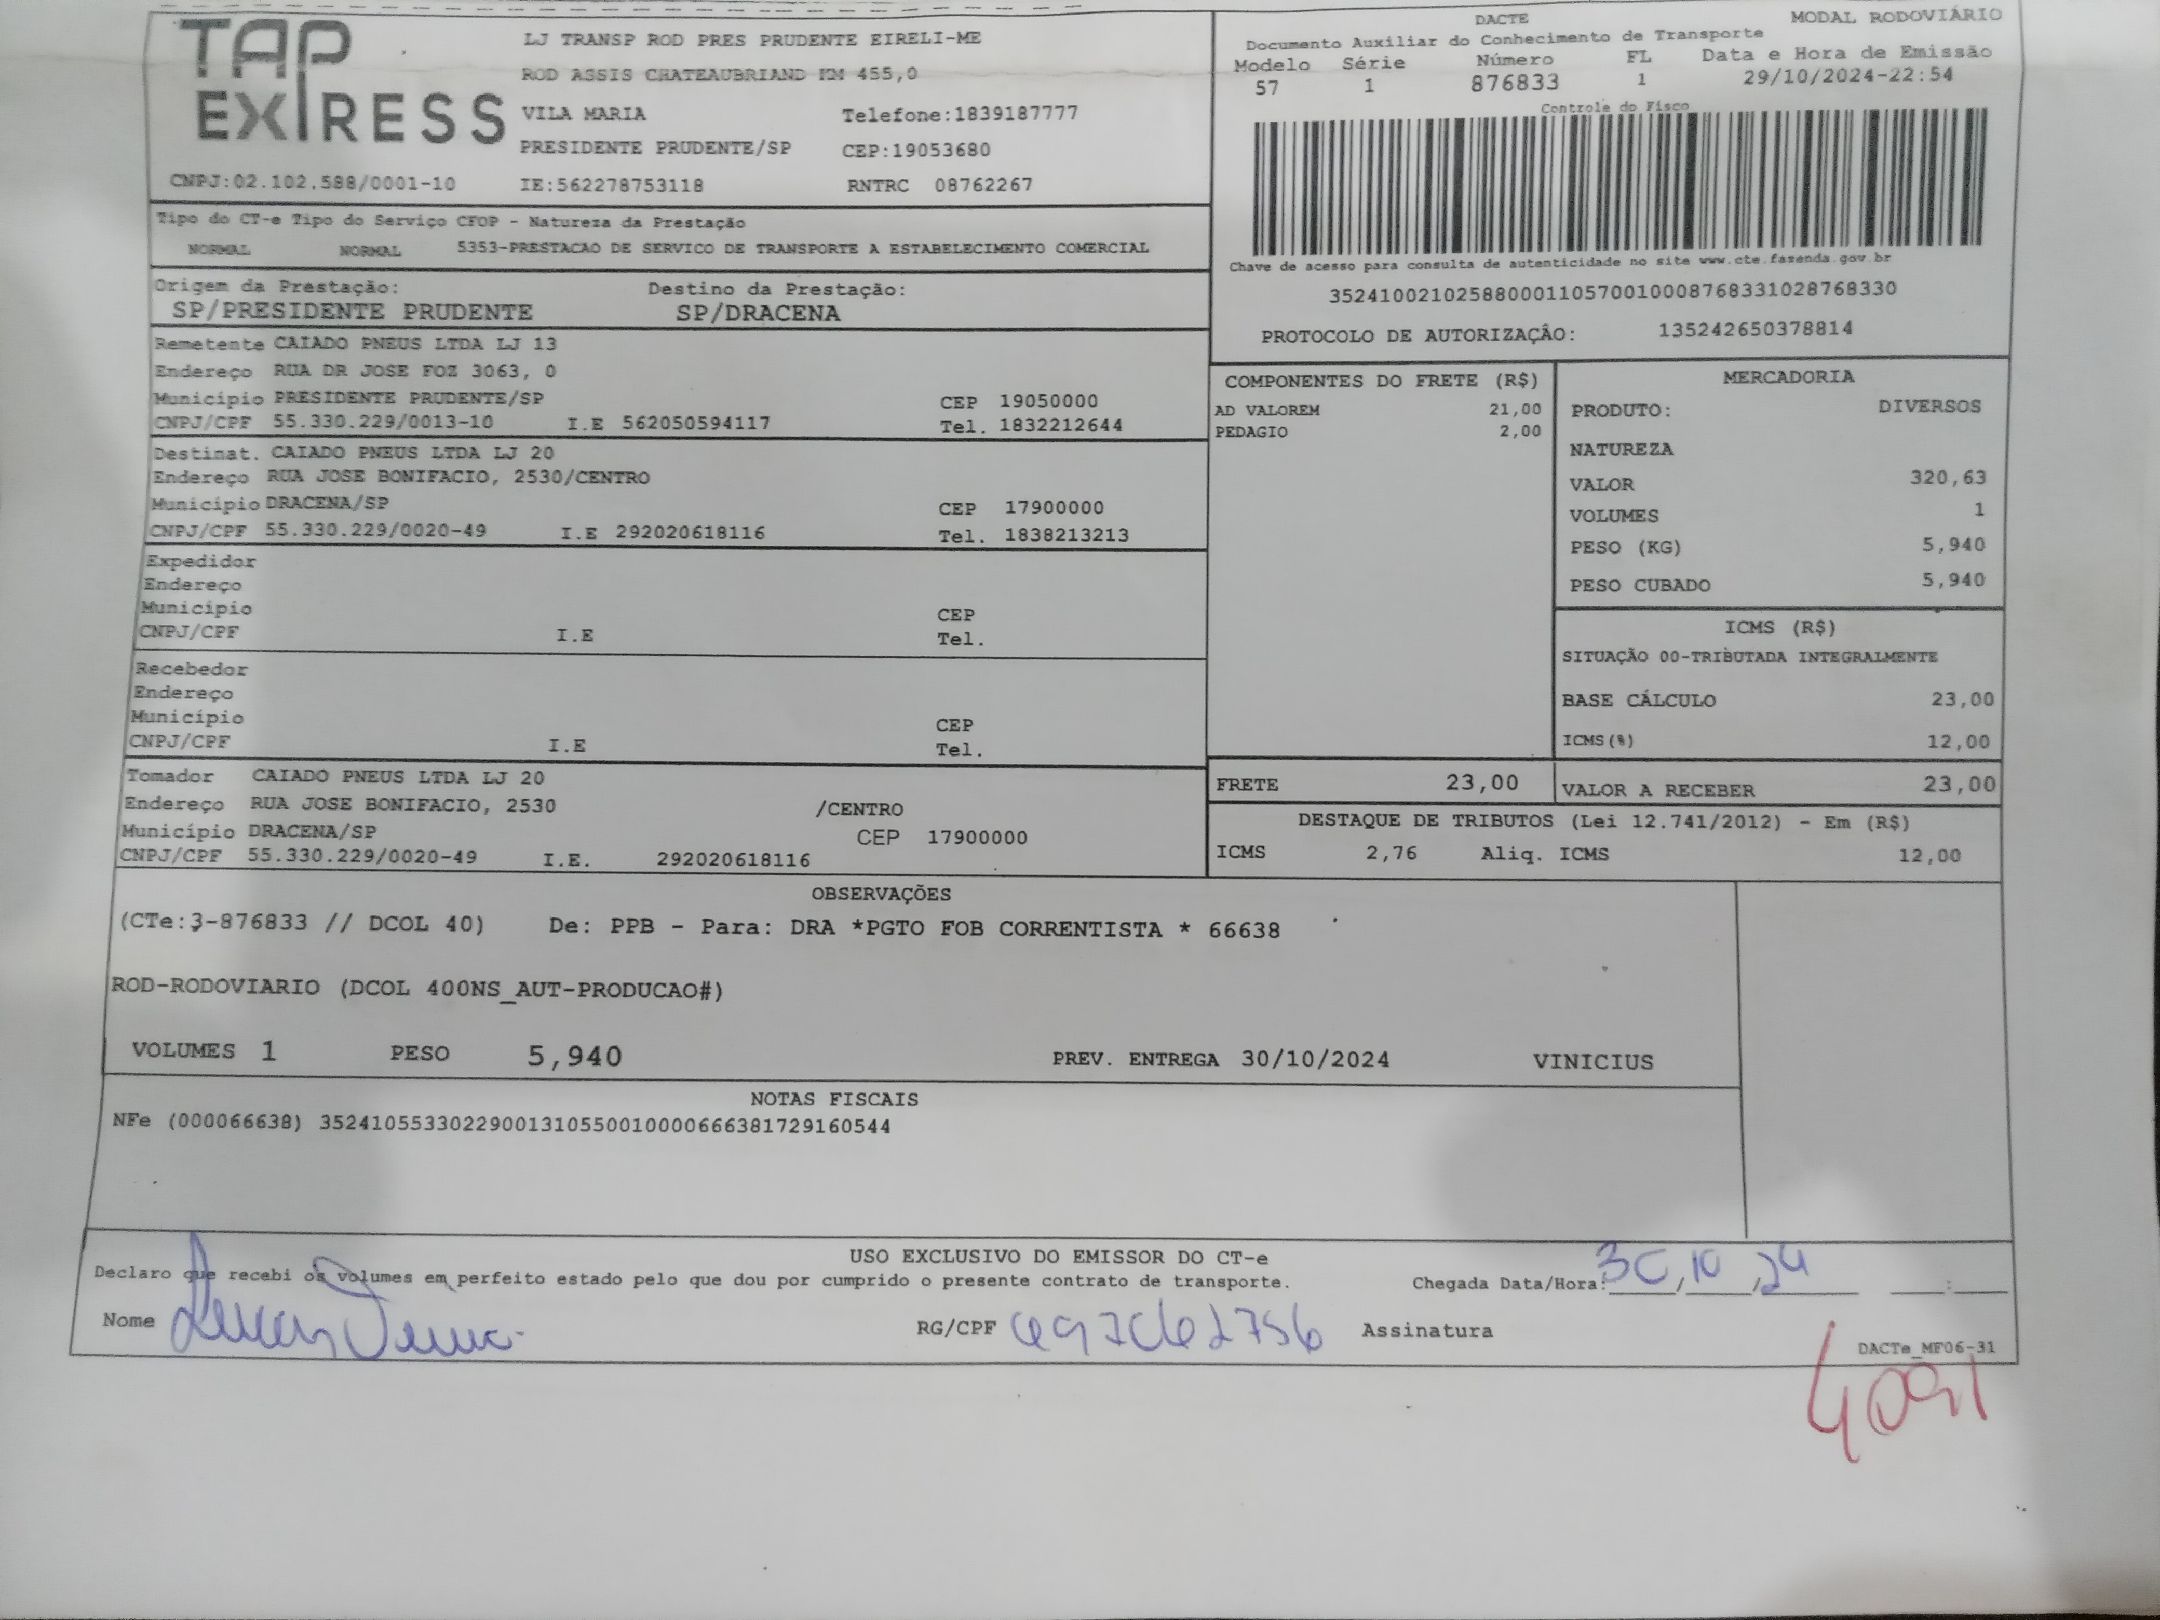 TAP EXPRESS
LJ TRANSP ROD PRES PRUDENTE EIRELI-ME
ROD ASSIS CHATEAUBRIAND KM 455,0
VILA MARIA Telefone:1839187777
PRESIDENTE PRUDENTE/SP CEP:19053680
CNPJ:02.102.588/0001-10 IE:562278753118 RNTRC 08762267
DACTE MODAL RODOVIÁRIO
Documento Auxiliar do Conhecimento de Transporte
Modelo Série Número FL Data e Hora de Emissão
57 1 876833 1 29/10/2024-22:54
Controle do Fisco
Chave de acesso para consulta de autenticidade no site www.cte.fazenda.gov.br
35241002102588000110570010008768331028768330
PROTOCOLO DE AUTORIZAÇÂO: 135242650378814
Tipo do CT-e Tipo do Serviço CFOP - Natureza da Prestação
NORMAL NORMAL 5353-PRESTACAO DE SERVICO DE TRANSPORTE A ESTABELECIMENTO COMERCIAL
Origem da Prestação: Destino da Prestação:
SP/PRESIDENTE PRUDENTE SP/DRACENA
Remetente CAIADO PNEUS LTDA LJ 13
Endereço RUA DR JOSE FOZ 3063, 0
Município PRESIDENTE PRUDENTE/SP CEP 19050000
CNPJ/CPF 55.330.229/0013-10 I.E 562050594117 Tel. 1832212644
Destinat. CAIADO PNEUS LTDA LJ 20
Endereço RUA JOSE BONIFACIO, 2530/CENTRO
Município DRACENA/SP CEP 17900000
CNPJ/CPF 55.330.229/0020-49 I.E 292020618116 Tel. 1838213213
Expedidor
Endereço
Município CEP
CNPJ/CPF I.E Tel.
Recebedor
Endereço
Município CEP
CNPJ/CPF I.E Tel.
Tomador CAIADO PNEUS LTDA LJ 20
Endereço RUA JOSE BONIFACIO, 2530 /CENTRO
Município DRACENA/SP CEP 17900000
CNPJ/CPF 55.330.229/0020-49 I.E. 292020618116
COMPONENTES DO FRETE (R$)
AD VALOREM 21,00
PEDAGIO 2,00
MERCADORIA
PRODUTO: DIVERSOS
NATUREZA
VALOR 320,63
VOLUMES 1
PESO (KG) 5,940
PESO CUBADO 5,940
ICMS (R$)
SITUAÇÃO 00-TRIBUTADA INTEGRALMENTE
BASE CÁLCULO 23,00
ICMS(%) 12,00
FRETE 23,00 VALOR A RECEBER 23,00
DESTAQUE DE TRIBUTOS (Lei 12.741/2012) - Em (R$)
ICMS 2,76 Aliq. ICMS 12,00
OBSERVAÇÕES
(CTe:3-876833 // DCOL 40) De: PPB - Para: DRA *PGTO FOB CORRENTISTA * 66638
ROD-RODOVIARIO (DCOL 400NS_AUT-PRODUCAO#)
VOLUMES 1 PESO 5,940 PREV. ENTREGA 30/10/2024 VINICIUS
NOTAS FISCAIS
NFe (000066638) 35241055330229001310550010000666381729160544
USO EXCLUSIVO DO EMISSOR DO CT-e
Declaro que recebi os volumes em perfeito estado pelo que dou por cumprido o presente contrato de transporte. Chegada Data/Hora: 30/10/24 :
Nome RG/CPF Assinatura
DACTe_MF06-31
4091